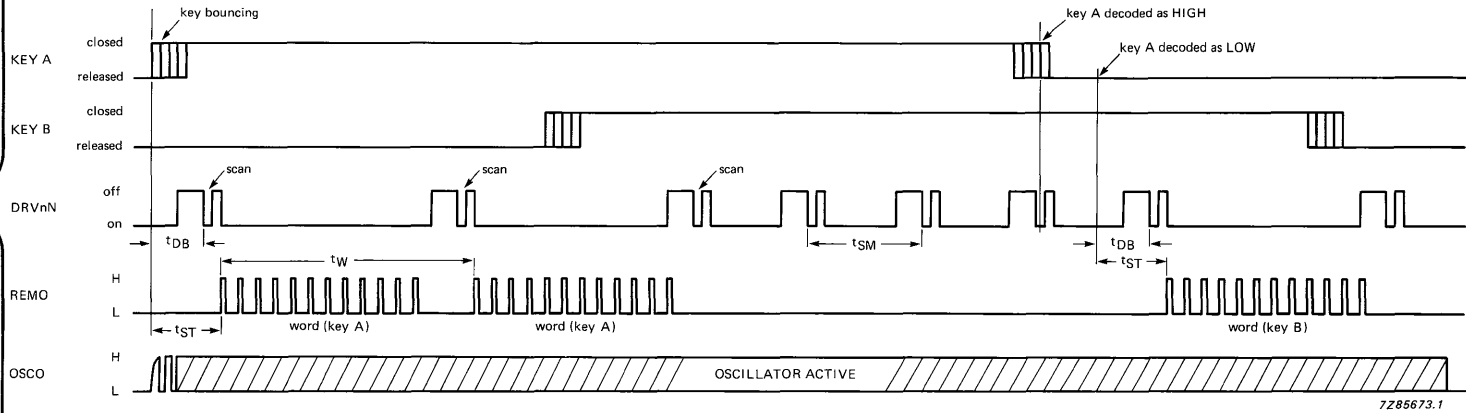 key bouncing
key A decoded as HIGH
closed
KEY A
key A decoded as LOW
released
closed
KEY B
released
scan
scan
scan
off
DRVnN
on
tDB
tSM
tDB
tW
tST
H
REMO
L
word (key A)
word (key A)
word (key B)
tST
H
OSCO
OSCILLATOR ACTIVE
L
7Z85673.1